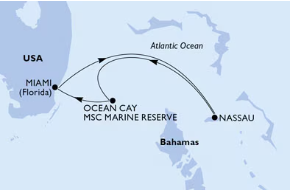 Atlantic Ocean
USA
MIAMI
(Florida)
OCEAN CAY
MSC MARINE RESERVE
NASSAU
Bahamas